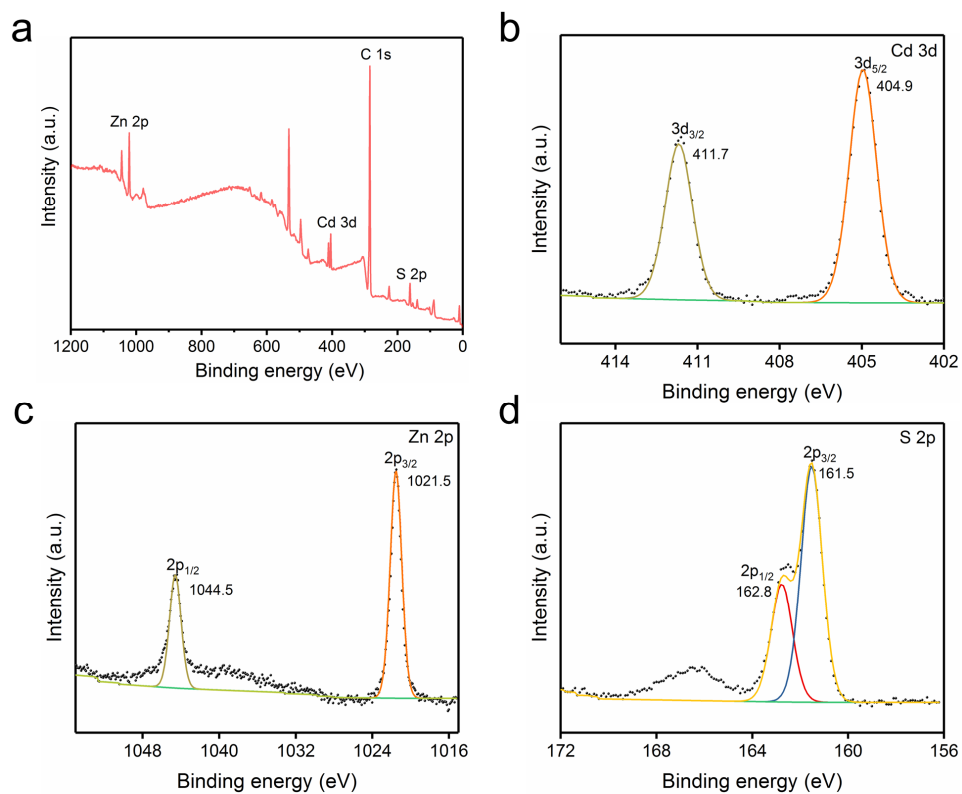 a
Intensity (a.u.)
C 1s
Zn 2p
Cd 3d
S 2p
1200 1000 800 600 400 200 0
Binding energy (eV)
b
Intensity (a.u.)
Cd 3d
3d5/2
404.9
3d3/2
411.7
414 411 408 405 402
Binding energy (eV)
c
Intensity (a.u.)
Zn 2p
2p3/2
1021.5
2p1/2
1044.5
1048 1040 1032 1024 1016
Binding energy (eV)
d
Intensity (a.u.)
S 2p
2p3/2
161.5
2p1/2
162.8
172 168 164 160 156
Binding energy (eV)